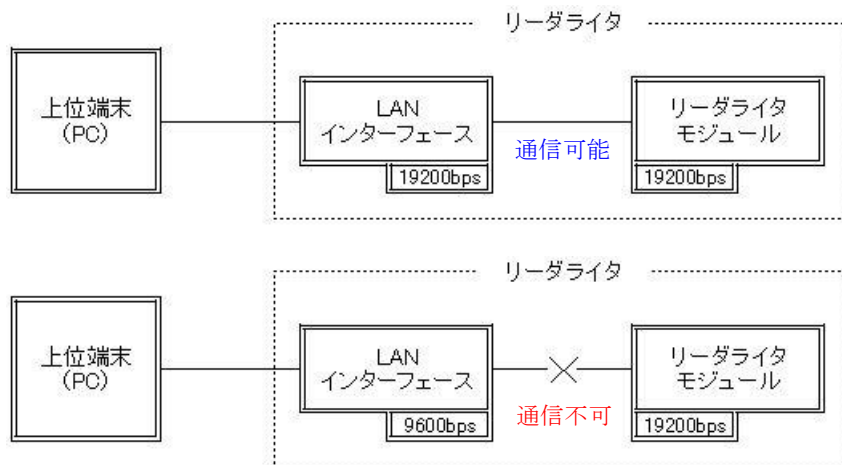 リーダライタ
上位端末
(PC)
LAN
インターフェース
リーダライタ
モジュール
通信可能
19200bps
19200bps
リーダライタ
上位端末
(PC)
LAN
インターフェース
リーダライタ
モジュール
通信不可
9600bps
19200bps